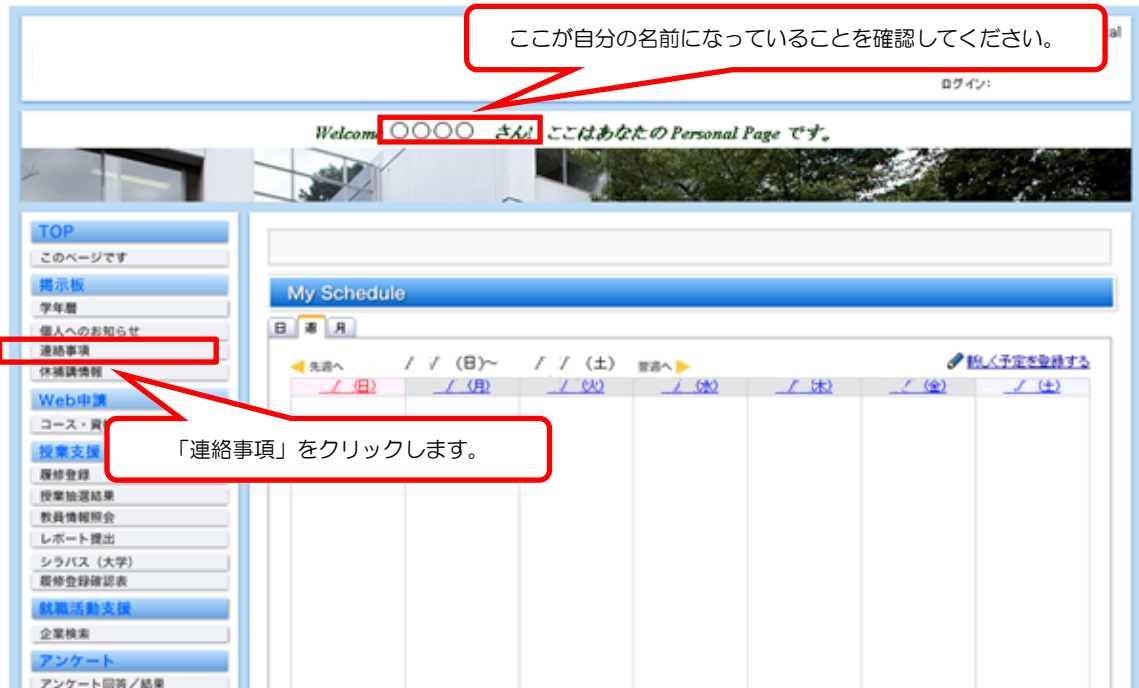 ここが自分の名前になっていることを確認してください。
al
ログイン:
Welcome ○○○○ さん! ここはあなたの Personal Page です。
TOP
このページです
掲示板
学年暦
個人へのお知らせ
連絡事項
休補講情報
Web申請
コース・資
「連絡事項」をクリックします。
授業支援
履修登録
授業抽選結果
教員情報照会
レポート提出
シラバス（大学）
履修登録確認表
就職活動支援
企業検索
アンケート
アンケート回答／結果
My Schedule
日 週 月
先週へ / / (日)～ / / (土) 翌週へ
新しく予定を登録する
/ (日) / (月) / (火) / (水) / (木) / (金) / (土)